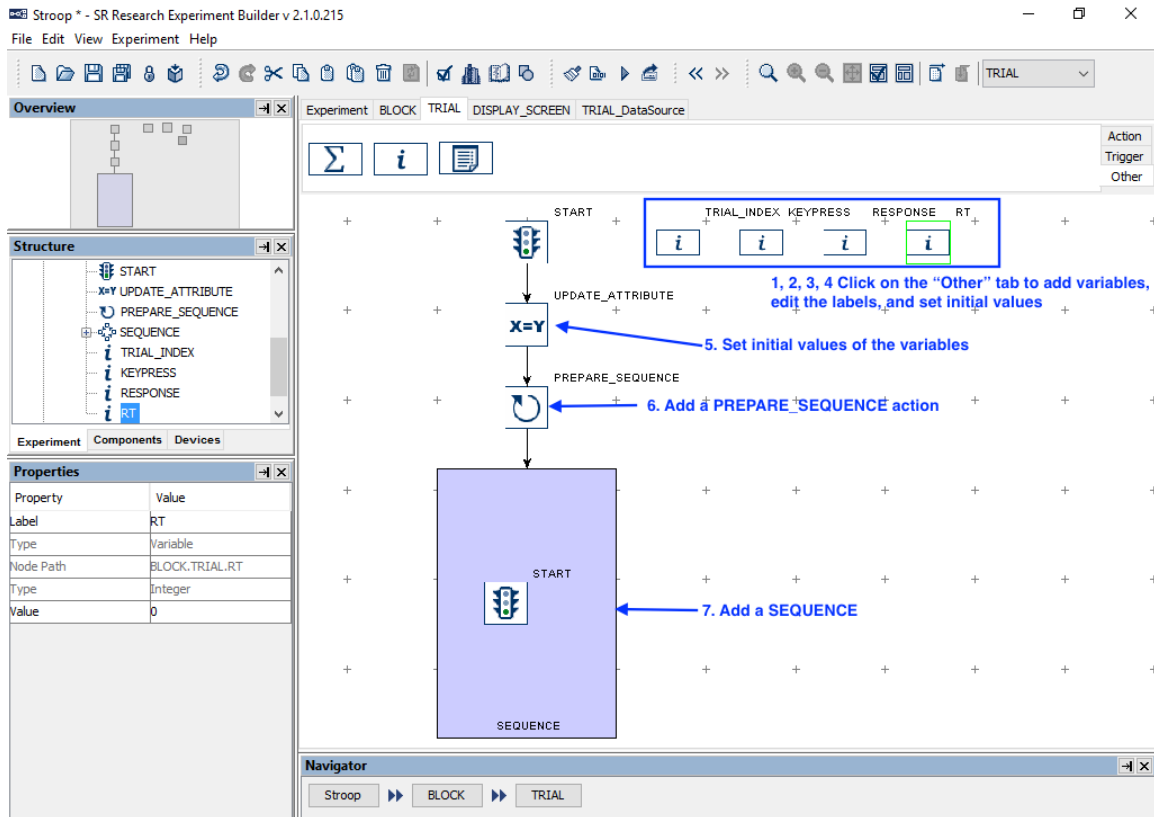 Stroop * - SR Research Experiment Builder v 2.1.0.215
File Edit View Experiment Help
TRIAL
Overview
Structure
START
X=Y UPDATE_ATTRIBUTE
PREPARE_SEQUENCE
SEQUENCE
i TRIAL_INDEX
i KEYPRESS
i RESPONSE
i RT
Experiment Components Devices
Properties
Property Value
Label RT
Type Variable
Node Path BLOCK.TRIAL.RT
Type Integer
Value 0
Experiment BLOCK TRIAL DISPLAY_SCREEN TRIAL_DataSource
Σ i
Action
Trigger
Other
START
TRIAL_INDEX KEYPRESS RESPONSE RT
i i i i
1, 2, 3, 4 Click on the “Other” tab to add variables,
edit the labels, and set initial values
UPDATE_ATTRIBUTE
X=Y
5. Set initial values of the variables
PREPARE_SEQUENCE
6. Add a PREPARE_SEQUENCE action
START
7. Add a SEQUENCE
SEQUENCE
Navigator
Stroop BLOCK TRIAL